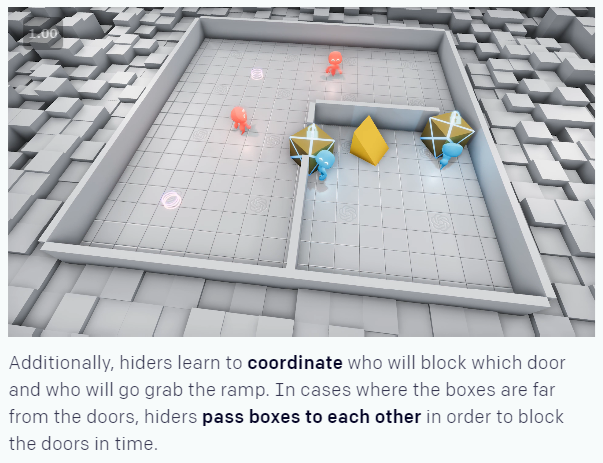 1.00
Additionally, hiders learn to coordinate who will block which door
and who will go grab the ramp. In cases where the boxes are far
from the doors, hiders pass boxes to each other in order to block
the doors in time.